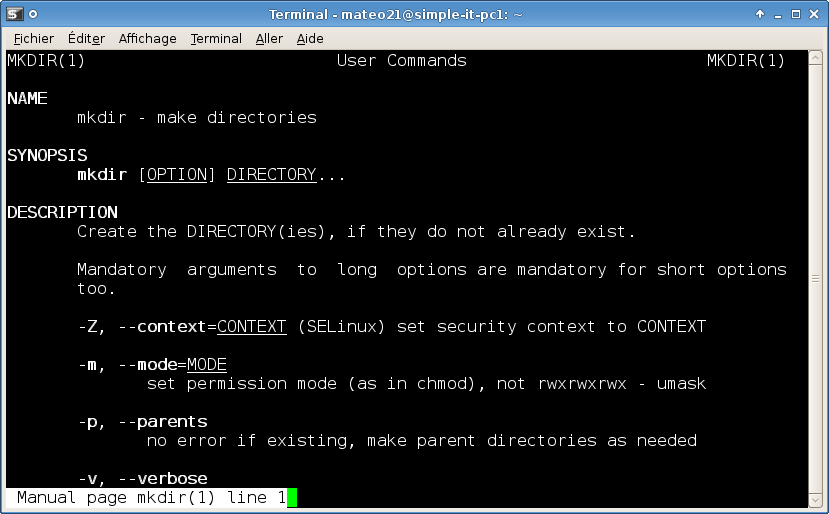 Terminal - mateo21@simple-it-pc1: ~
Fichier Éditer Affichage Terminal Aller Aide
MKDIR(1) User Commands MKDIR(1)
NAME
mkdir - make directories
SYNOPSIS
mkdir [OPTION] DIRECTORY...
DESCRIPTION
Create the DIRECTORY(ies), if they do not already exist.
Mandatory arguments to long options are mandatory for short options
too.
-Z, --context=CONTEXT (SELinux) set security context to CONTEXT
-m, --mode=MODE
set permission mode (as in chmod), not rwxrwxrwx - umask
-p, --parents
no error if existing, make parent directories as needed
-v, --verbose
Manual page mkdir(1) line 1